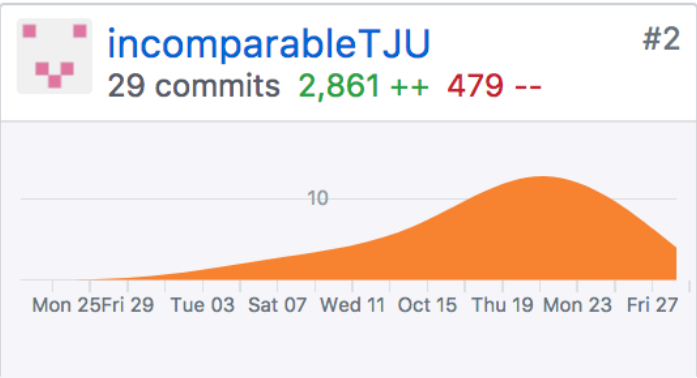 incomparableTJU
#2
29 commits 2,861 ++ 479 --
10
Mon 25Fri 29 Tue 03 Sat 07 Wed 11 Oct 15 Thu 19 Mon 23 Fri 27